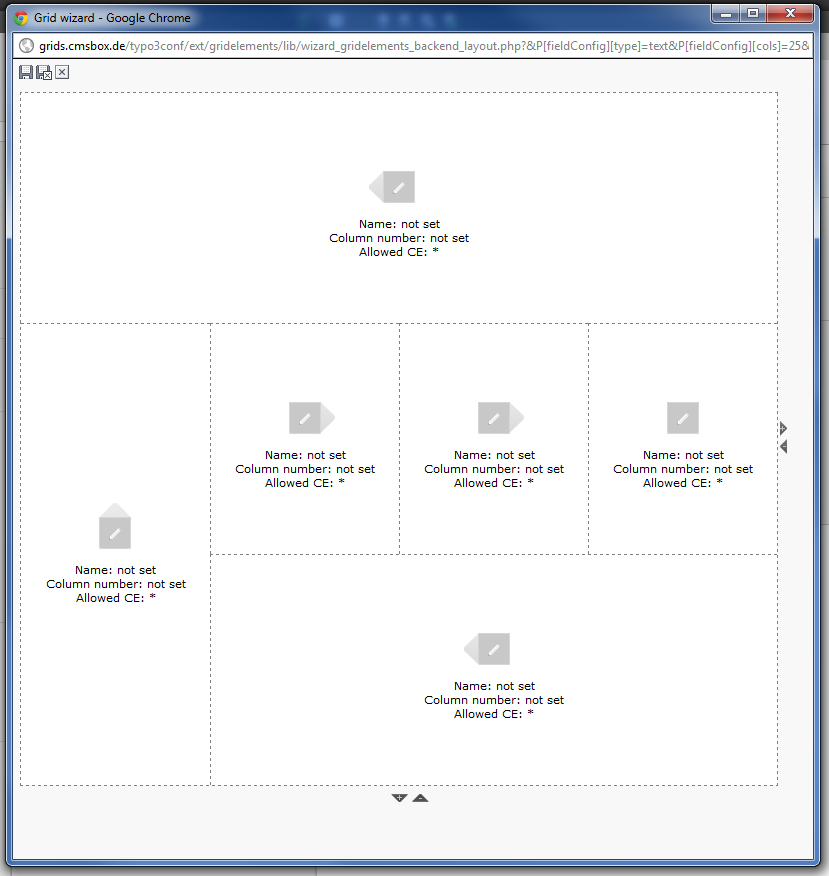 Grid wizard - Google Chrome
grids.cmsbox.de/typo3conf/ext/gridelements/lib/wizard_gridelements_backend_layout.php?&P[fieldConfig][type]=text&P[fieldConfig][cols]=25&
Name: not set
Column number: not set
Allowed CE: *
Name: not set
Column number: not set
Allowed CE: *
Name: not set
Column number: not set
Allowed CE: *
Name: not set
Column number: not set
Allowed CE: *
Name: not set
Column number: not set
Allowed CE: *
Name: not set
Column number: not set
Allowed CE: *